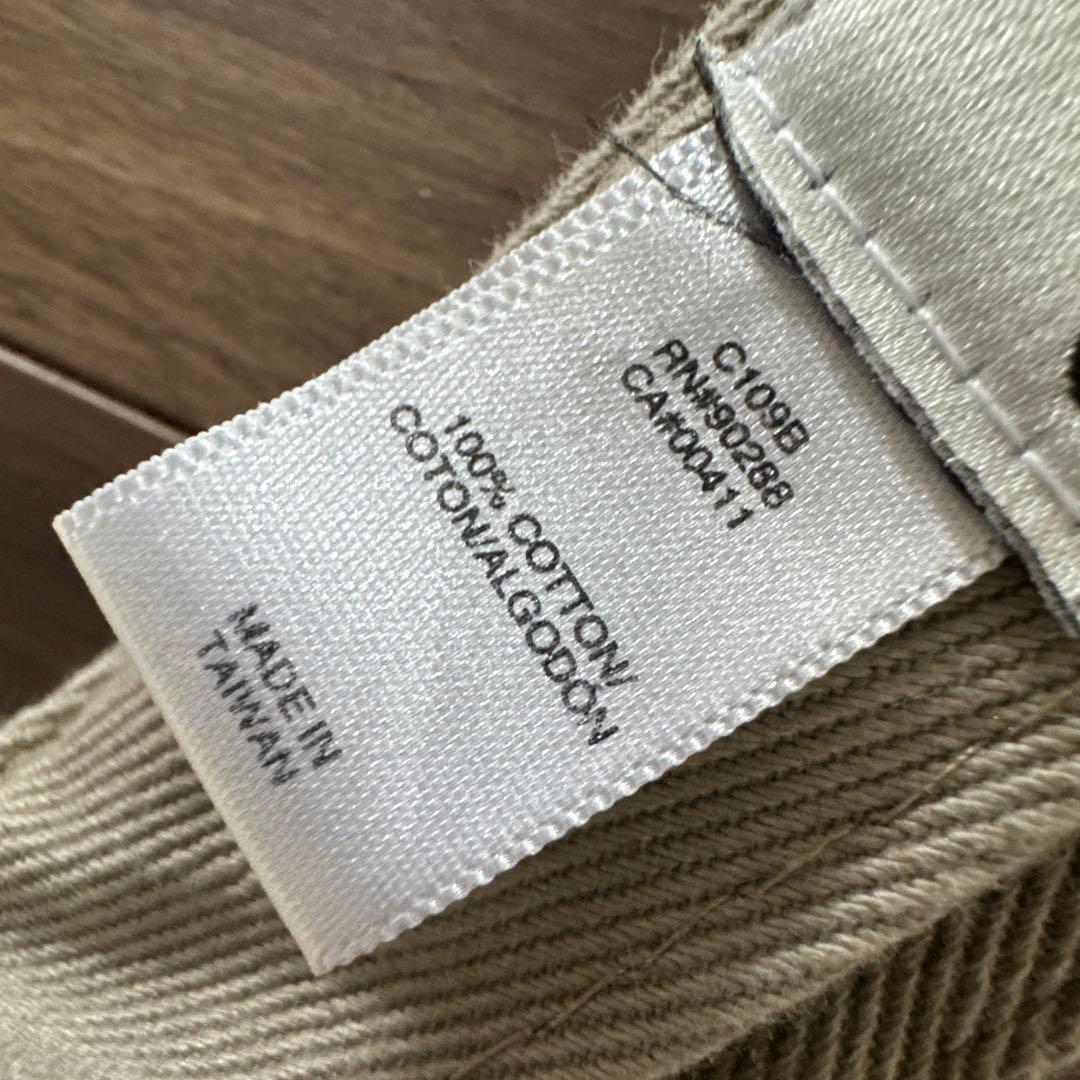 C109B
RN#90288
CA#00411
100% COTTON/
COTON/ALGODÓN
MADE IN
TAIWAN